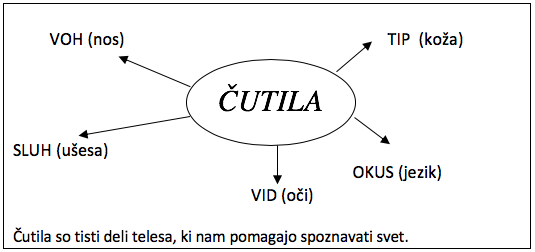 VOH (nos)
TIP (koža)
ČUTILA
SLUH (ušesa)
OKUS (jezik)
VID (oči)
Čutila so tisti deli telesa, ki nam pomagajo spoznavati svet.